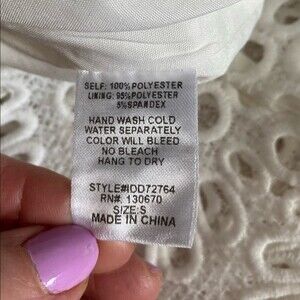 SELF: 100% POLYESTER
LINING: 95% POLYESTER
5% SPANDEX
HAND WASH COLD
WATER SEPARATELY
COLOR WILL BLEED
NO BLEACH
HANG TO DRY
STYLE#IDD72764
RN#: 130670
SIZE:S
MADE IN CHINA